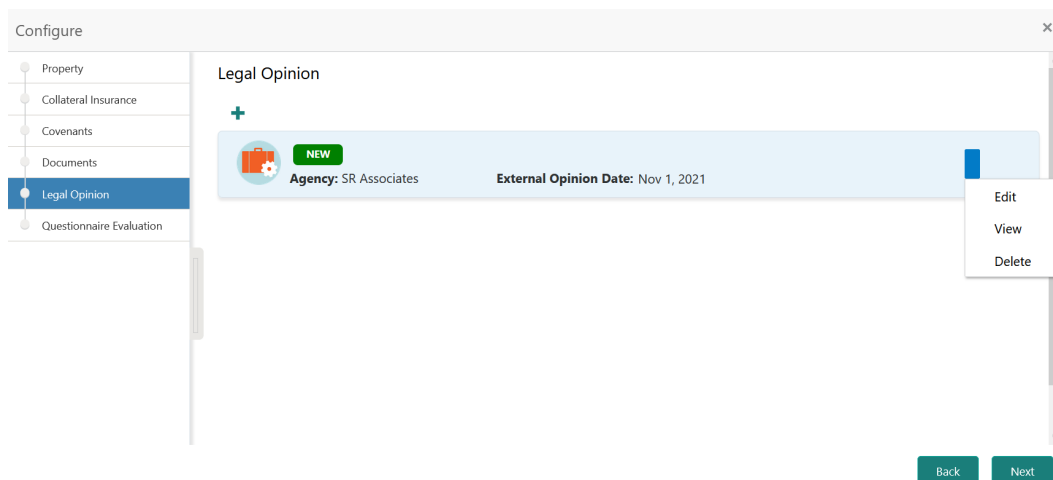 Configure
×
Property
Collateral Insurance
Covenants
Documents
Legal Opinion
Questionnaire Evaluation
Legal Opinion
+
NEW
Agency: SR Associates External Opinion Date: Nov 1, 2021
Edit
View
Delete
Back Next